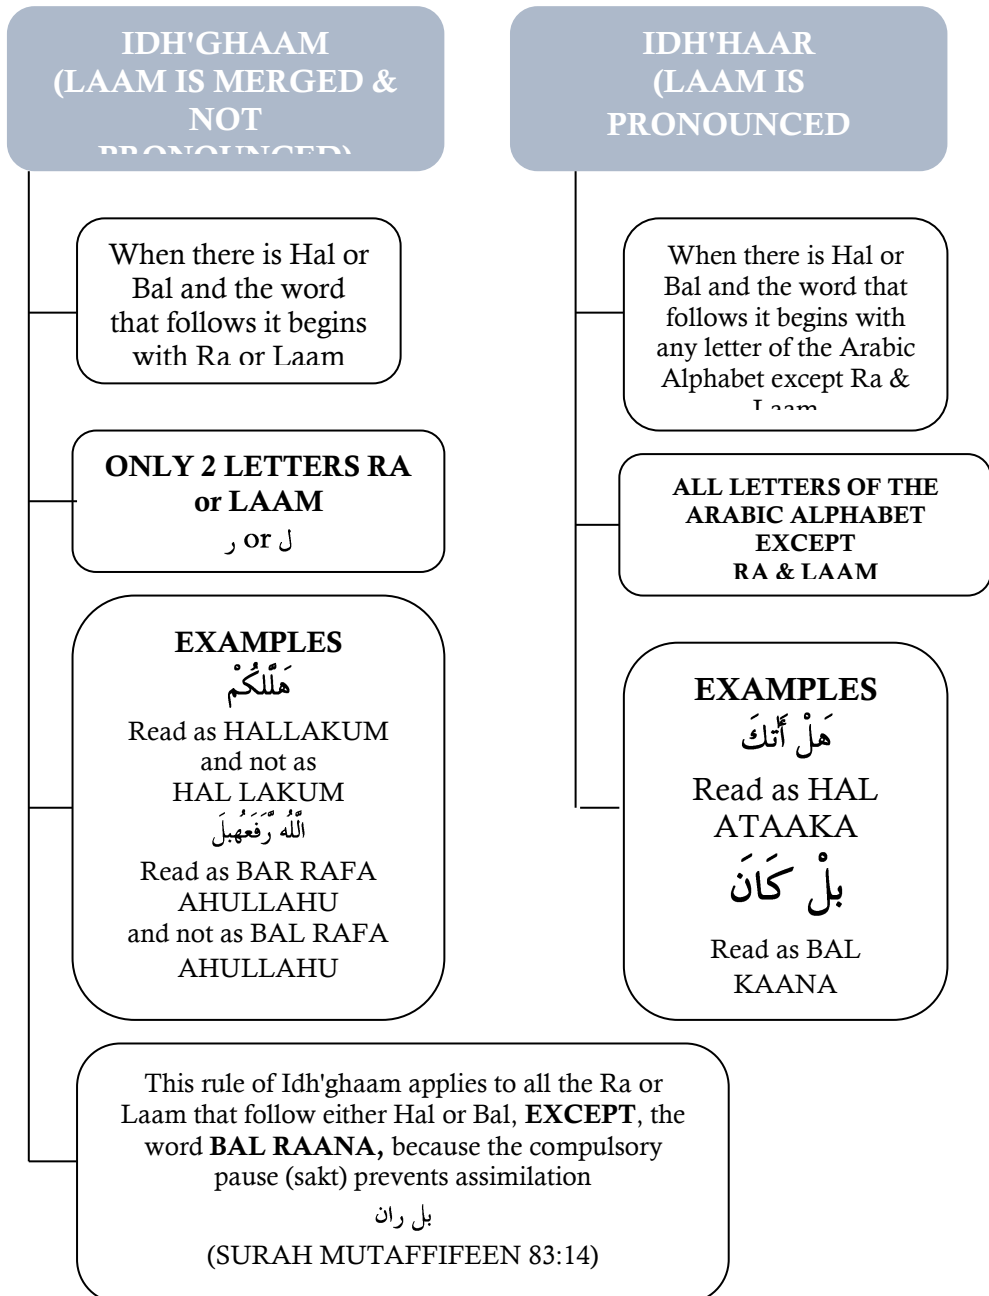 IDH'GHAAM
(LAAM IS MERGED &
NOT
PRONOUNCED)
When there is Hal or
Bal and the word
that follows it begins
with Ra or Laam
ONLY 2 LETTERS RA
or LAAM
ر or ل
EXAMPLES
هَلَّلكُمْ
Read as HALLAKUM
and not as
HAL LAKUM
الَّلُه رَّفَعُهبلَ
Read as BAR RAFA
AHULLAHU
and not as BAL RAFA
AHULLAHU
This rule of Idh'ghaam applies to all the Ra or
Laam that follow either Hal or Bal, EXCEPT, the
word BAL RAANA, because the compulsory
pause (sakt) prevents assimilation
بل ران
(SURAH MUTAFFIFEEN 83:14)
IDH'HAAR
(LAAM IS
PRONOUNCED
When there is Hal or
Bal and the word that
follows it begins with
any letter of the Arabic
Alphabet except Ra &
Laam
ALL LETTERS OF THE
ARABIC ALPHABET
EXCEPT
RA & LAAM
EXAMPLES
هَلْ أَتٰكَ
Read as HAL
ATAAKA
بلْ كَانَ
Read as BAL
KAANA